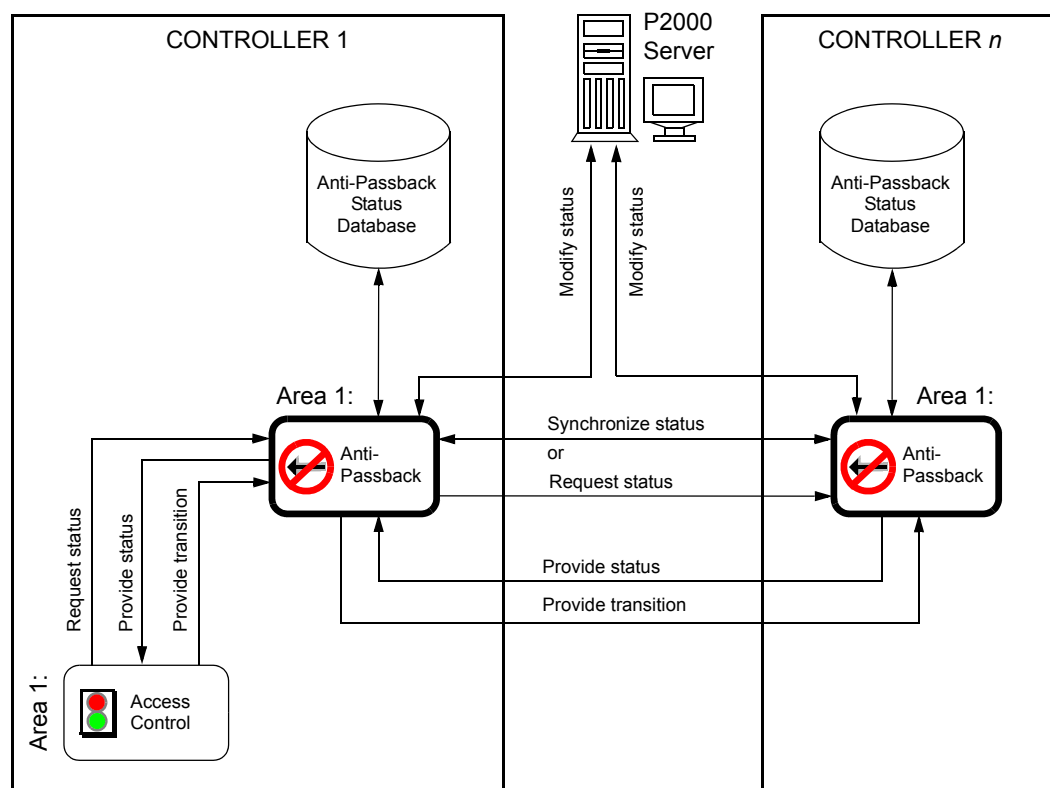 CONTROLLER 1
P2000
Server
CONTROLLER n
Anti-Passback
Status
Database
Anti-Passback
Status
Database
Modify status
Modify status
Area 1:
Area 1:
Anti-
Passback
Synchronize status
or
Request status
Anti-
Passback
Request status
Provide status
Provide transition
Provide status
Provide transition
Area 1:
Access
Control